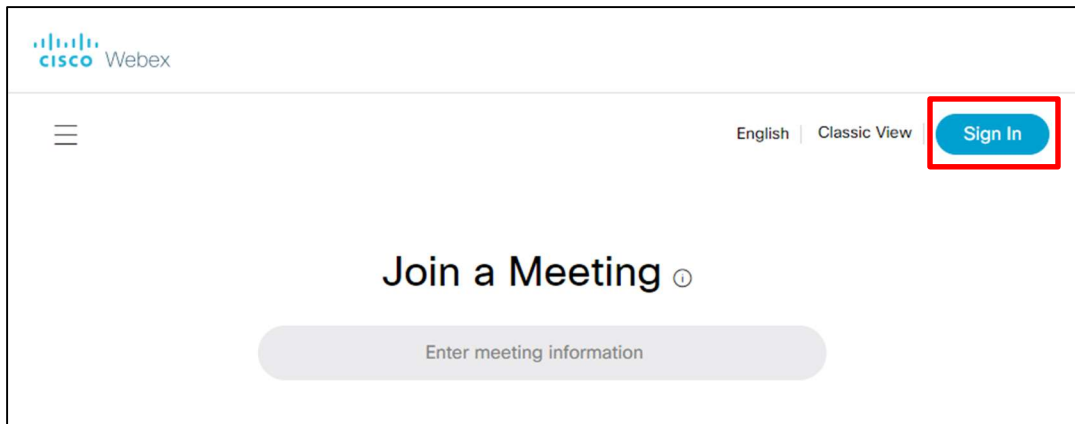 CISCO Webex
English Classic View Sign In
Join a Meeting
Enter meeting information